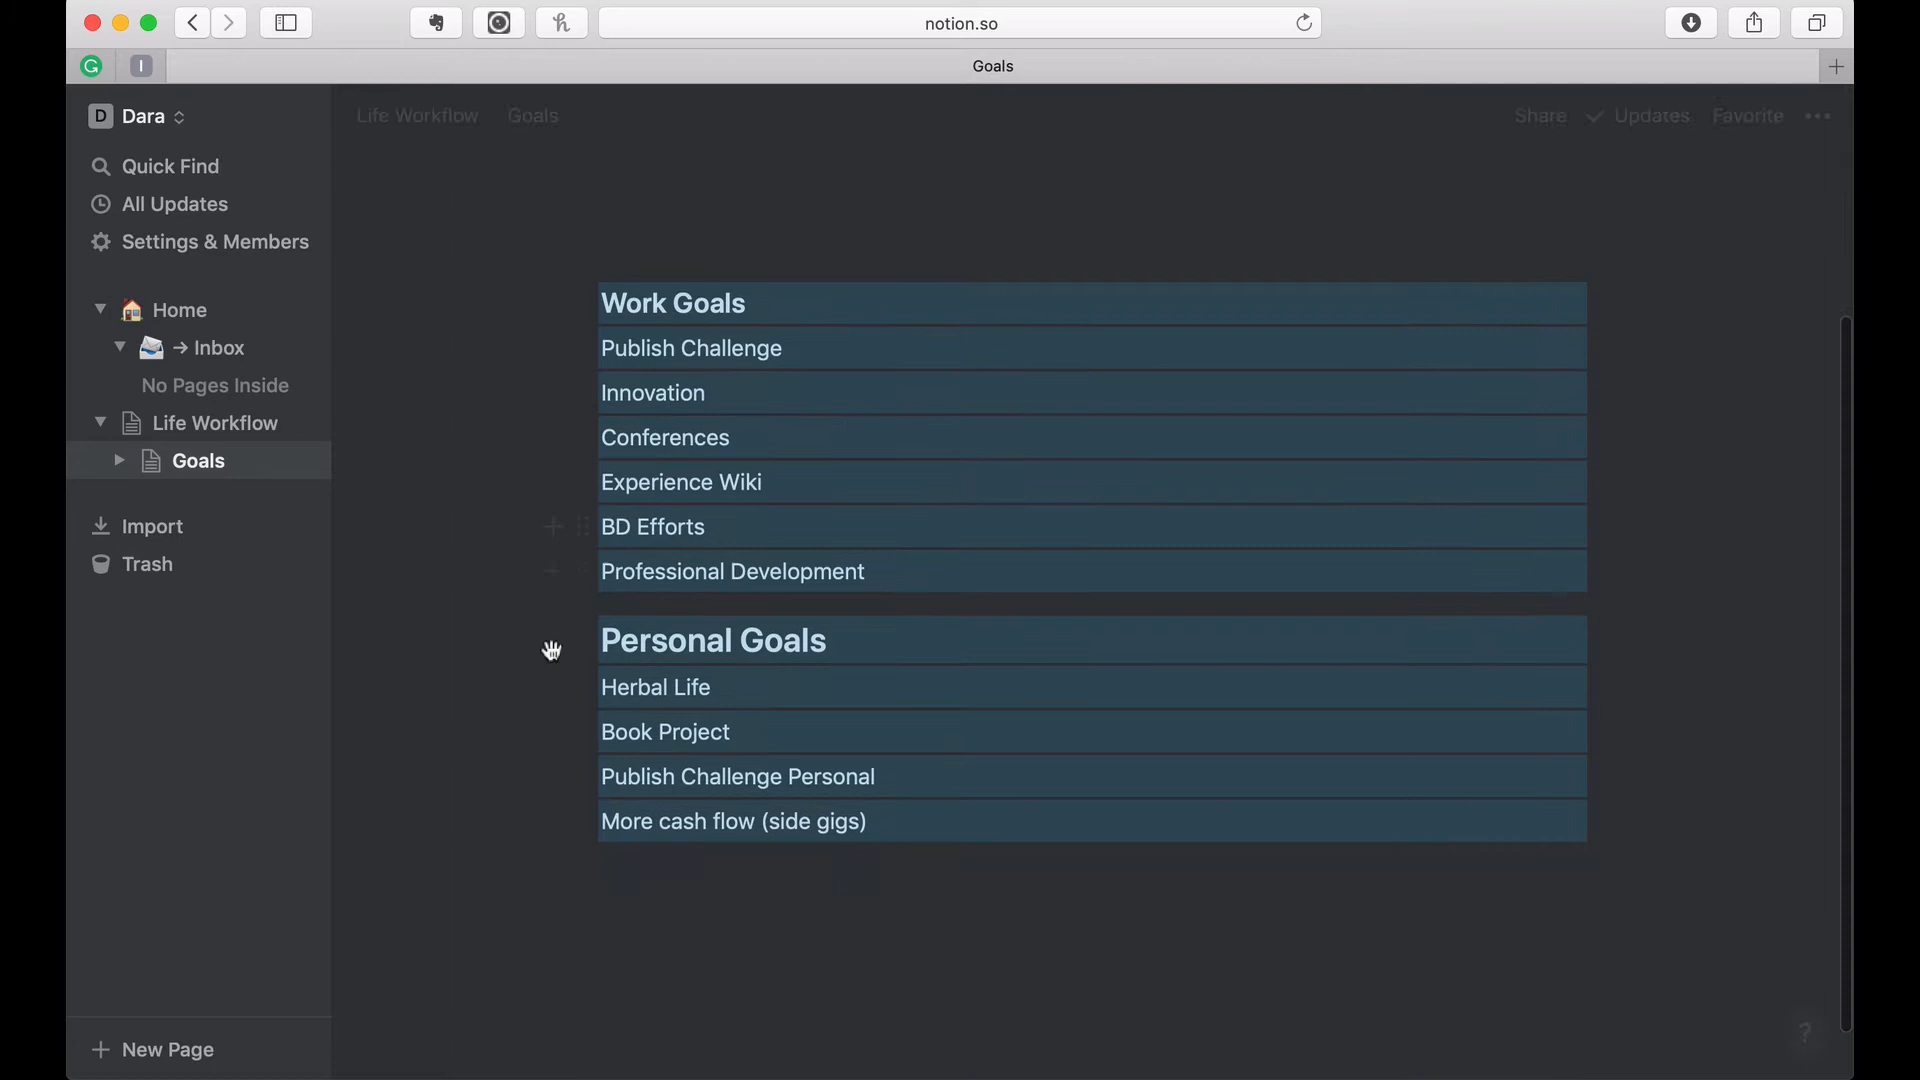 notion.so
Goals
D Dara
Life Workflow Goals
Share Updates Favorite
Quick Find
All Updates
Settings & Members
Home
→ Inbox
No Pages Inside
Life Workflow
Goals
Import
Trash
New Page
Work Goals
Publish Challenge
Innovation
Conferences
Experience Wiki
BD Efforts
Professional Development
Personal Goals
Herbal Life
Book Project
Publish Challenge Personal
More cash flow (side gigs)
?